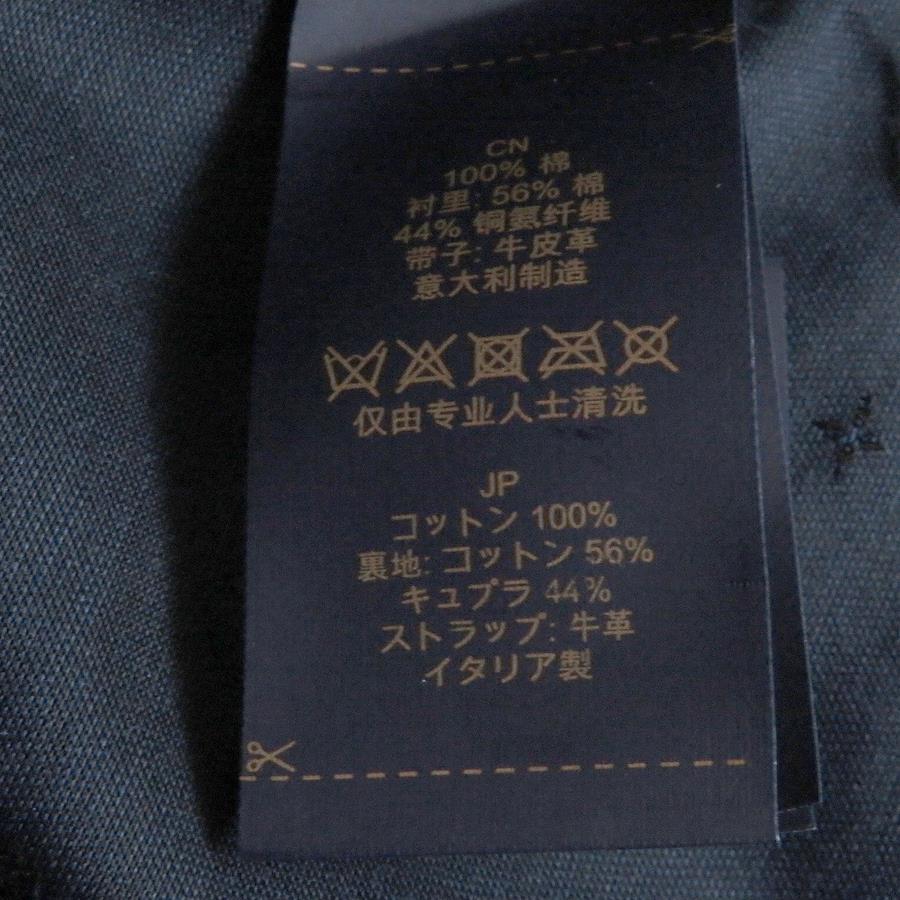 CN
100% 棉
衬里: 56% 棉
44% 铜氨纤维
带子: 牛皮革
意大利制造
仅由专业人士清洗
JP
コットン 100%
裏地: コットン 56%
キュプラ 44%
ストラップ: 牛革
イタリア製